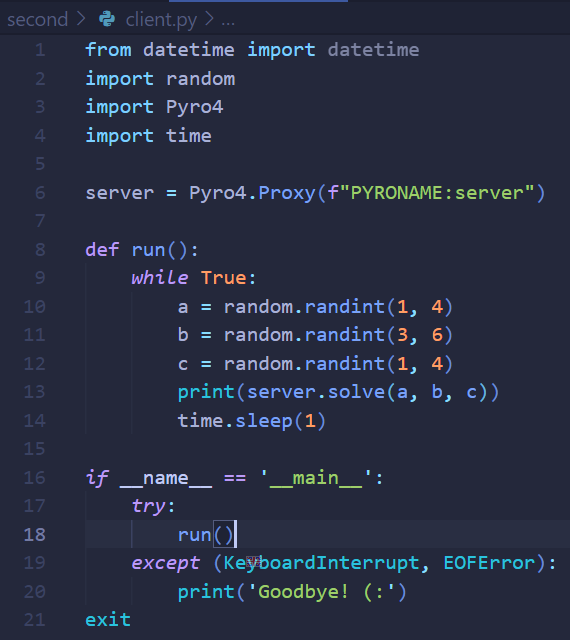 second > client.py > ...
1 from datetime import datetime
2 import random
3 import Pyro4
4 import time
5
6 server = Pyro4.Proxy(f"PYRONAME:server")
7
8 def run():
9     while True:
10         a = random.randint(1, 4)
11         b = random.randint(3, 6)
12         c = random.randint(1, 4)
13         print(server.solve(a, b, c))
14         time.sleep(1)
15
16 if __name__ == '__main__':
17     try:
18         run()
19     except (KeyboardInterrupt, EOFError):
20         print('Goodbye! (:')
21 exit